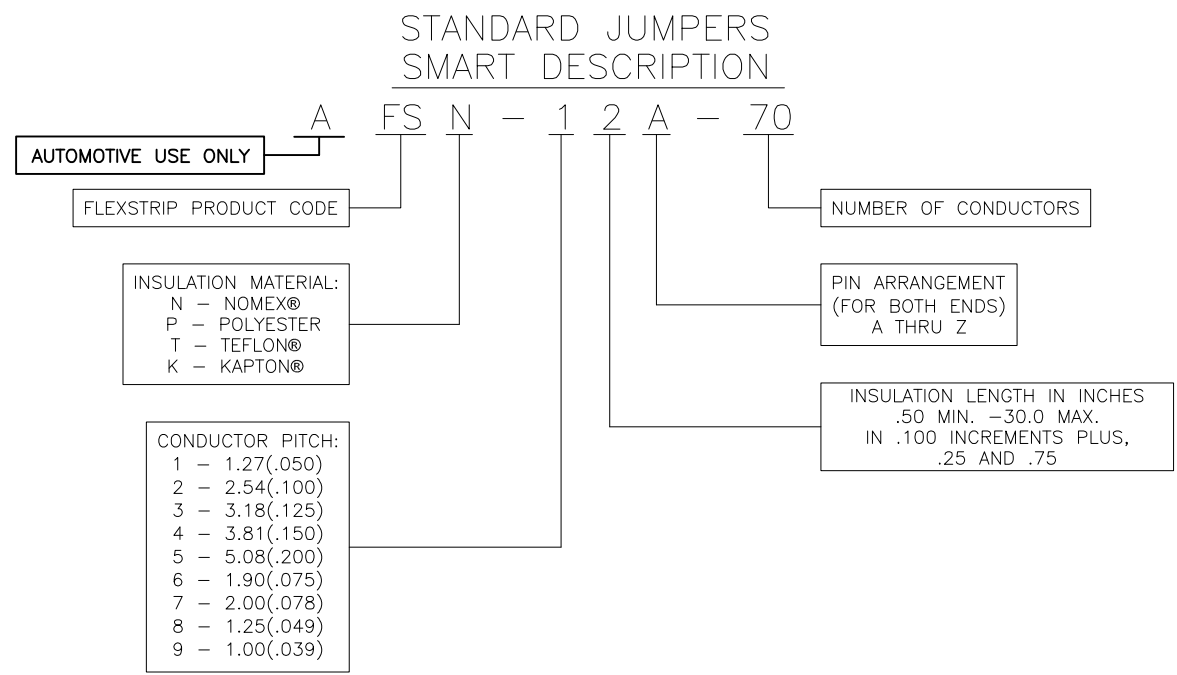 STANDARD JUMPERS
SMART DESCRIPTION
A FS N - 1 2 A - 70
AUTOMOTIVE USE ONLY
FLEXSTRIP PRODUCT CODE
NUMBER OF CONDUCTORS
INSULATION MATERIAL:
N - NOMEX®
P - POLYESTER
T - TEFLON®
K - KAPTON®
PIN ARRANGEMENT
(FOR BOTH ENDS)
A THRU Z
INSULATION LENGTH IN INCHES
.50 MIN. -30.0 MAX.
IN .100 INCREMENTS PLUS,
.25 AND .75
CONDUCTOR PITCH:
1 - 1.27(.050)
2 - 2.54(.100)
3 - 3.18(.125)
4 - 3.81(.150)
5 - 5.08(.200)
6 - 1.90(.075)
7 - 2.00(.078)
8 - 1.25(.049)
9 - 1.00(.039)